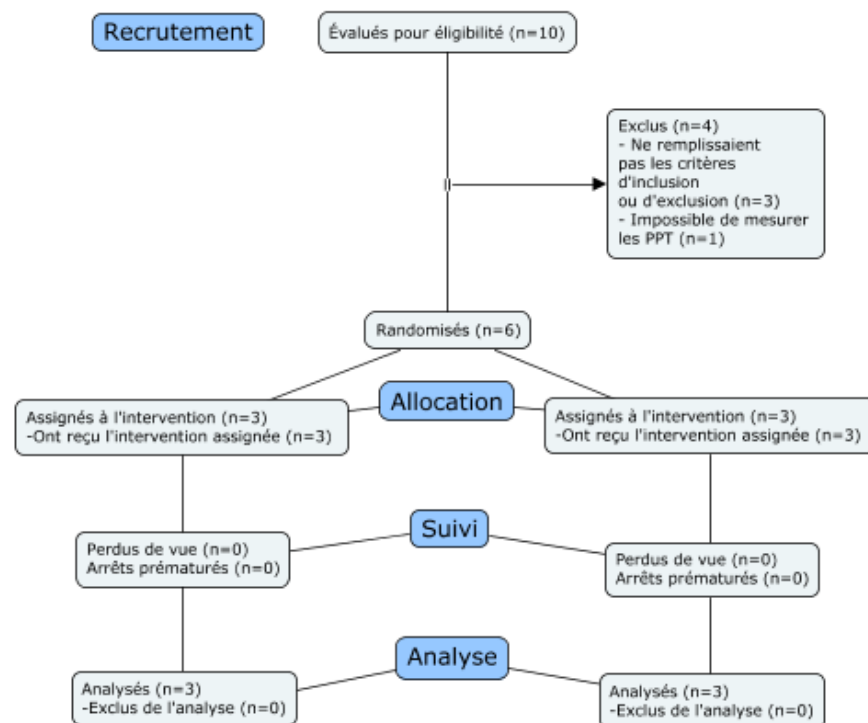 Recrutement
Évalués pour éligibilité (n=10)
Exclus (n=4)
- Ne remplissaient
pas les critères
d'inclusion
ou d'exclusion (n=3)
- Impossible de mesurer
les PPT (n=1)
Randomisés (n=6)
Allocation
Assignés à l'intervention (n=3)
-Ont reçu l'intervention assignée (n=3)
Assignés à l'intervention (n=3)
-Ont reçu l'intervention assignée (n=3)
Suivi
Perdus de vue (n=0)
Arrêts prématurés (n=0)
Perdus de vue (n=0)
Arrêts prématurés (n=0)
Analyse
Analysés (n=3)
-Exclus de l'analyse (n=0)
Analysés (n=3)
-Exclus de l'analyse (n=0)